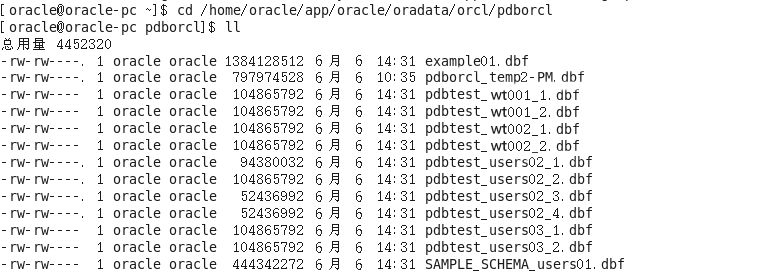 [oracle@oracle-pc ~]$ cd /home/oracle/app/oracle/oradata/orcl/pdborcl
[oracle@oracle-pc pdborcl]$ ll
总用量 4452320
-rw-rw----. 1 oracle oracle 1384128512 6月 6 14:31 example01.dbf
-rw-rw----. 1 oracle oracle 797974528 6月 6 10:35 pdborcl_temp2-PM.dbf
-rw-rw----. 1 oracle oracle 104865792 6月 6 14:31 pdbtest_wt001_1.dbf
-rw-rw---- 1 oracle oracle 104865792 6月 6 14:31 pdbtest_wt001_2.dbf
-rw-rw----. 1 oracle oracle 104865792 6月 6 14:31 pdbtest_wt002_1.dbf
-rw-rw---- 1 oracle oracle 104865792 6月 6 14:31 pdbtest_wt002_2.dbf
-rw-rw----. 1 oracle oracle 94380032 6月 6 14:31 pdbtest_users02_1.dbf
-rw-rw----. 1 oracle oracle 104865792 6月 6 14:31 pdbtest_users02_2.dbf
-rw-rw----. 1 oracle oracle 52436992 6月 6 14:31 pdbtest_users02_3.dbf
-rw-rw----. 1 oracle oracle 52436992 6月 6 14:31 pdbtest_users02_4.dbf
-rw-rw---- 1 oracle oracle 104865792 6月 6 14:31 pdbtest_users03_1.dbf
-rw-rw---- 1 oracle oracle 104865792 6月 6 14:31 pdbtest_users03_2.dbf
-rw-rw----. 1 oracle oracle 444342272 6月 6 14:31 SAMPLE_SCHEMA_users01.dbf